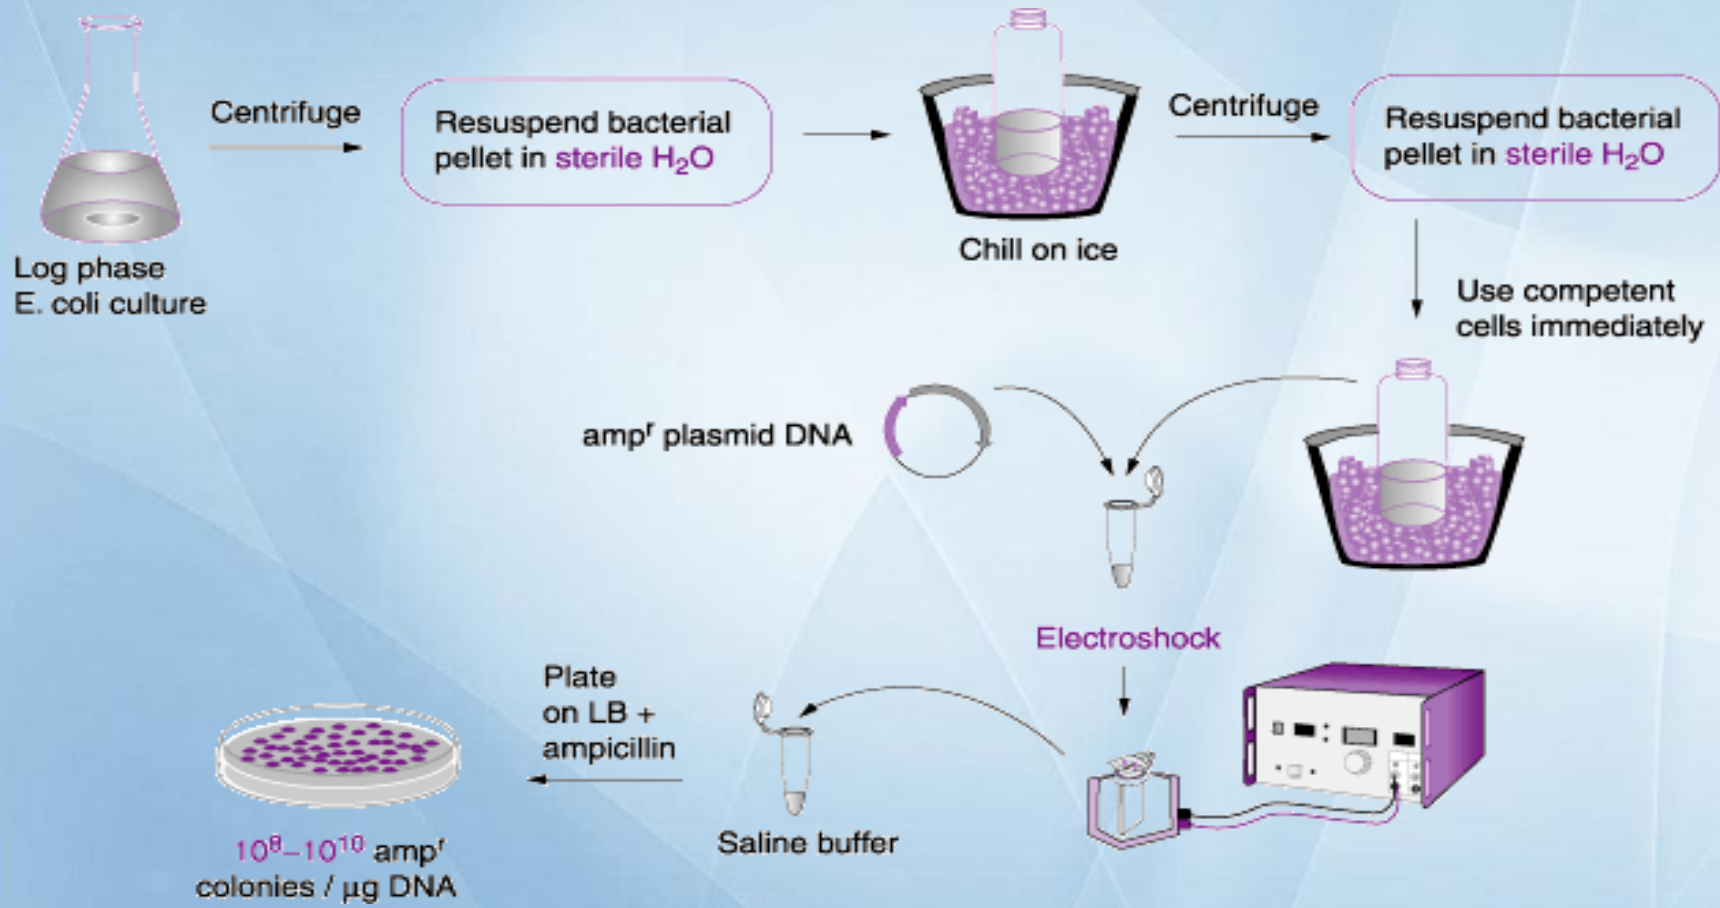 Log phase
E. coli culture
Centrifuge
Resuspend bacterial
pellet in sterile H₂O
Chill on ice
Centrifuge
Resuspend bacterial
pellet in sterile H₂O
Use competent
cells immediately
ampʳ plasmid DNA
Electroshock
Saline buffer
Plate
on LB +
ampicillin
10⁸–10¹⁰ ampʳ
colonies / μg DNA